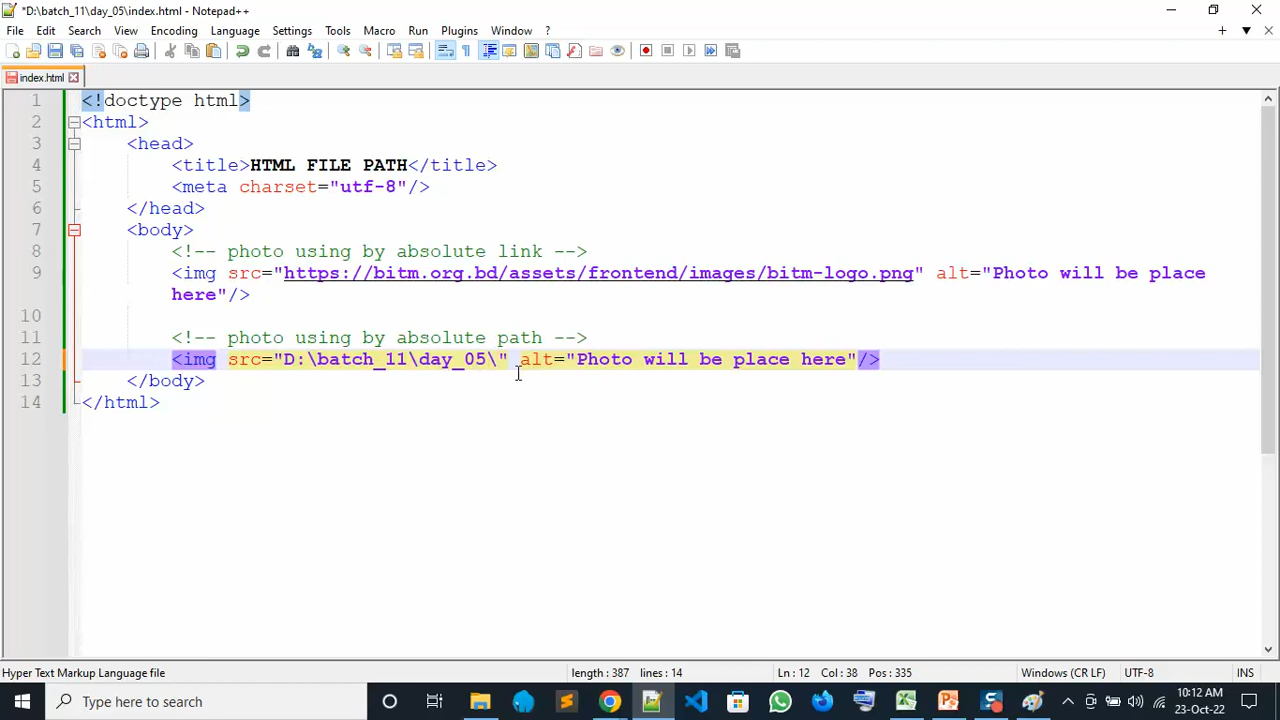 *D:\batch_11\day_05\index.html - Notepad++
File Edit Search View Encoding Language Settings Tools Macro Run Plugins Window ?
index.html
1 <!doctype html>
2 <html>
3 <head>
4 <title>HTML FILE PATH</title>
5 <meta charset="utf-8"/>
6 </head>
7 <body>
8 <!-- photo using by absolute link -->
9 <img src="https://bitm.org.bd/assets/frontend/images/bitm-logo.png" alt="Photo will be place
here"/>
10
11 <!-- photo using by absolute path -->
12 <img src="D:\batch_11\day_05\" alt="Photo will be place here"/>
13 </body>
14 </html>
Hyper Text Markup Language file length : 387 lines : 14 Ln : 12 Col : 38 Pos : 335 Windows (CR LF) UTF-8 INS
Type here to search
10:12 AM
23-Oct-22